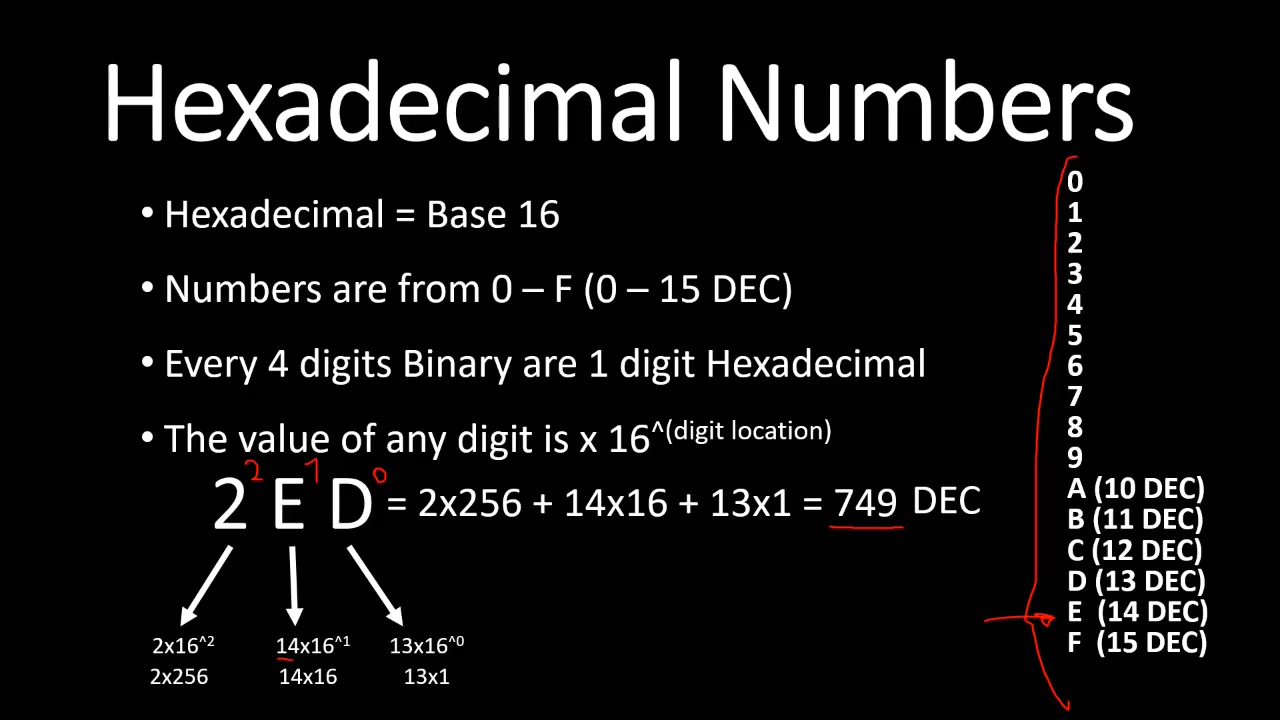 Hexadecimal Numbers
• Hexadecimal = Base 16
• Numbers are from 0 – F (0 – 15 DEC)
• Every 4 digits Binary are 1 digit Hexadecimal
• The value of any digit is x 16^(digit location)
2 1 0
2 E D = 2x256 + 14x16 + 13x1 = 749 DEC
2x16^2 14x16^1 13x16^0
2x256 14x16 13x1
0
1
2
3
4
5
6
7
8
9
A (10 DEC)
B (11 DEC)
C (12 DEC)
D (13 DEC)
E (14 DEC)
F (15 DEC)